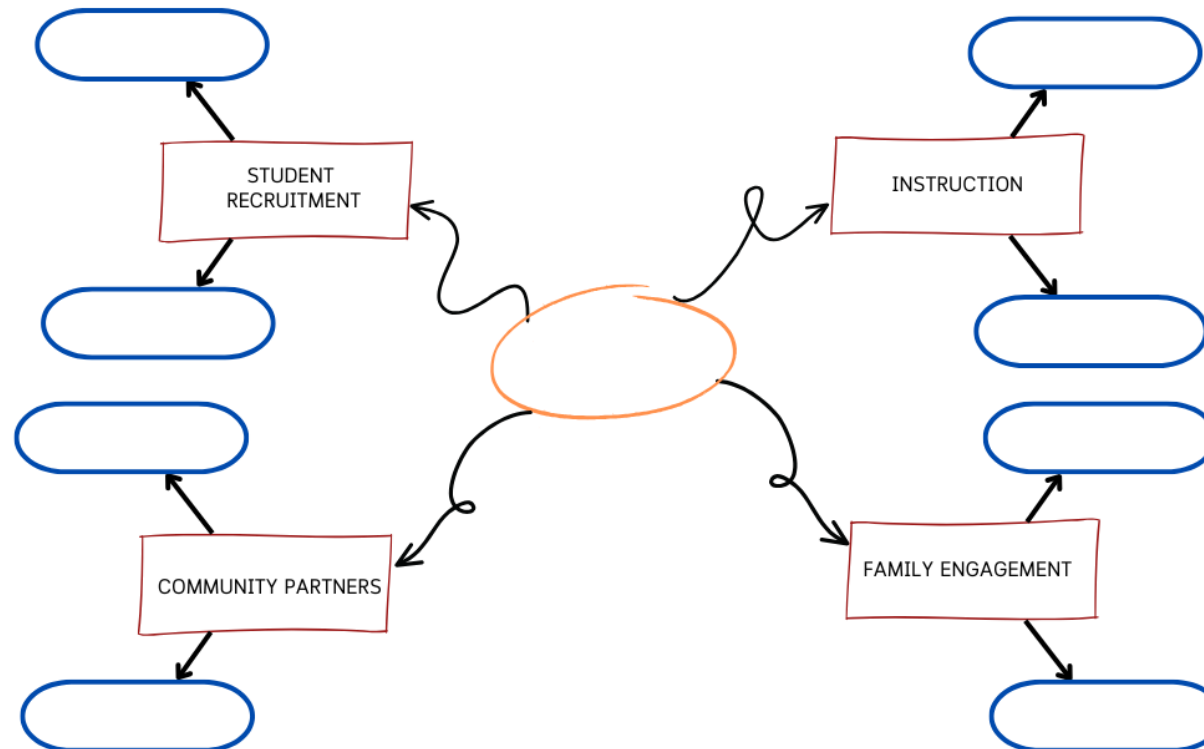 STUDENT
RECRUITMENT
INSTRUCTION
COMMUNITY PARTNERS
FAMILY ENGAGEMENT